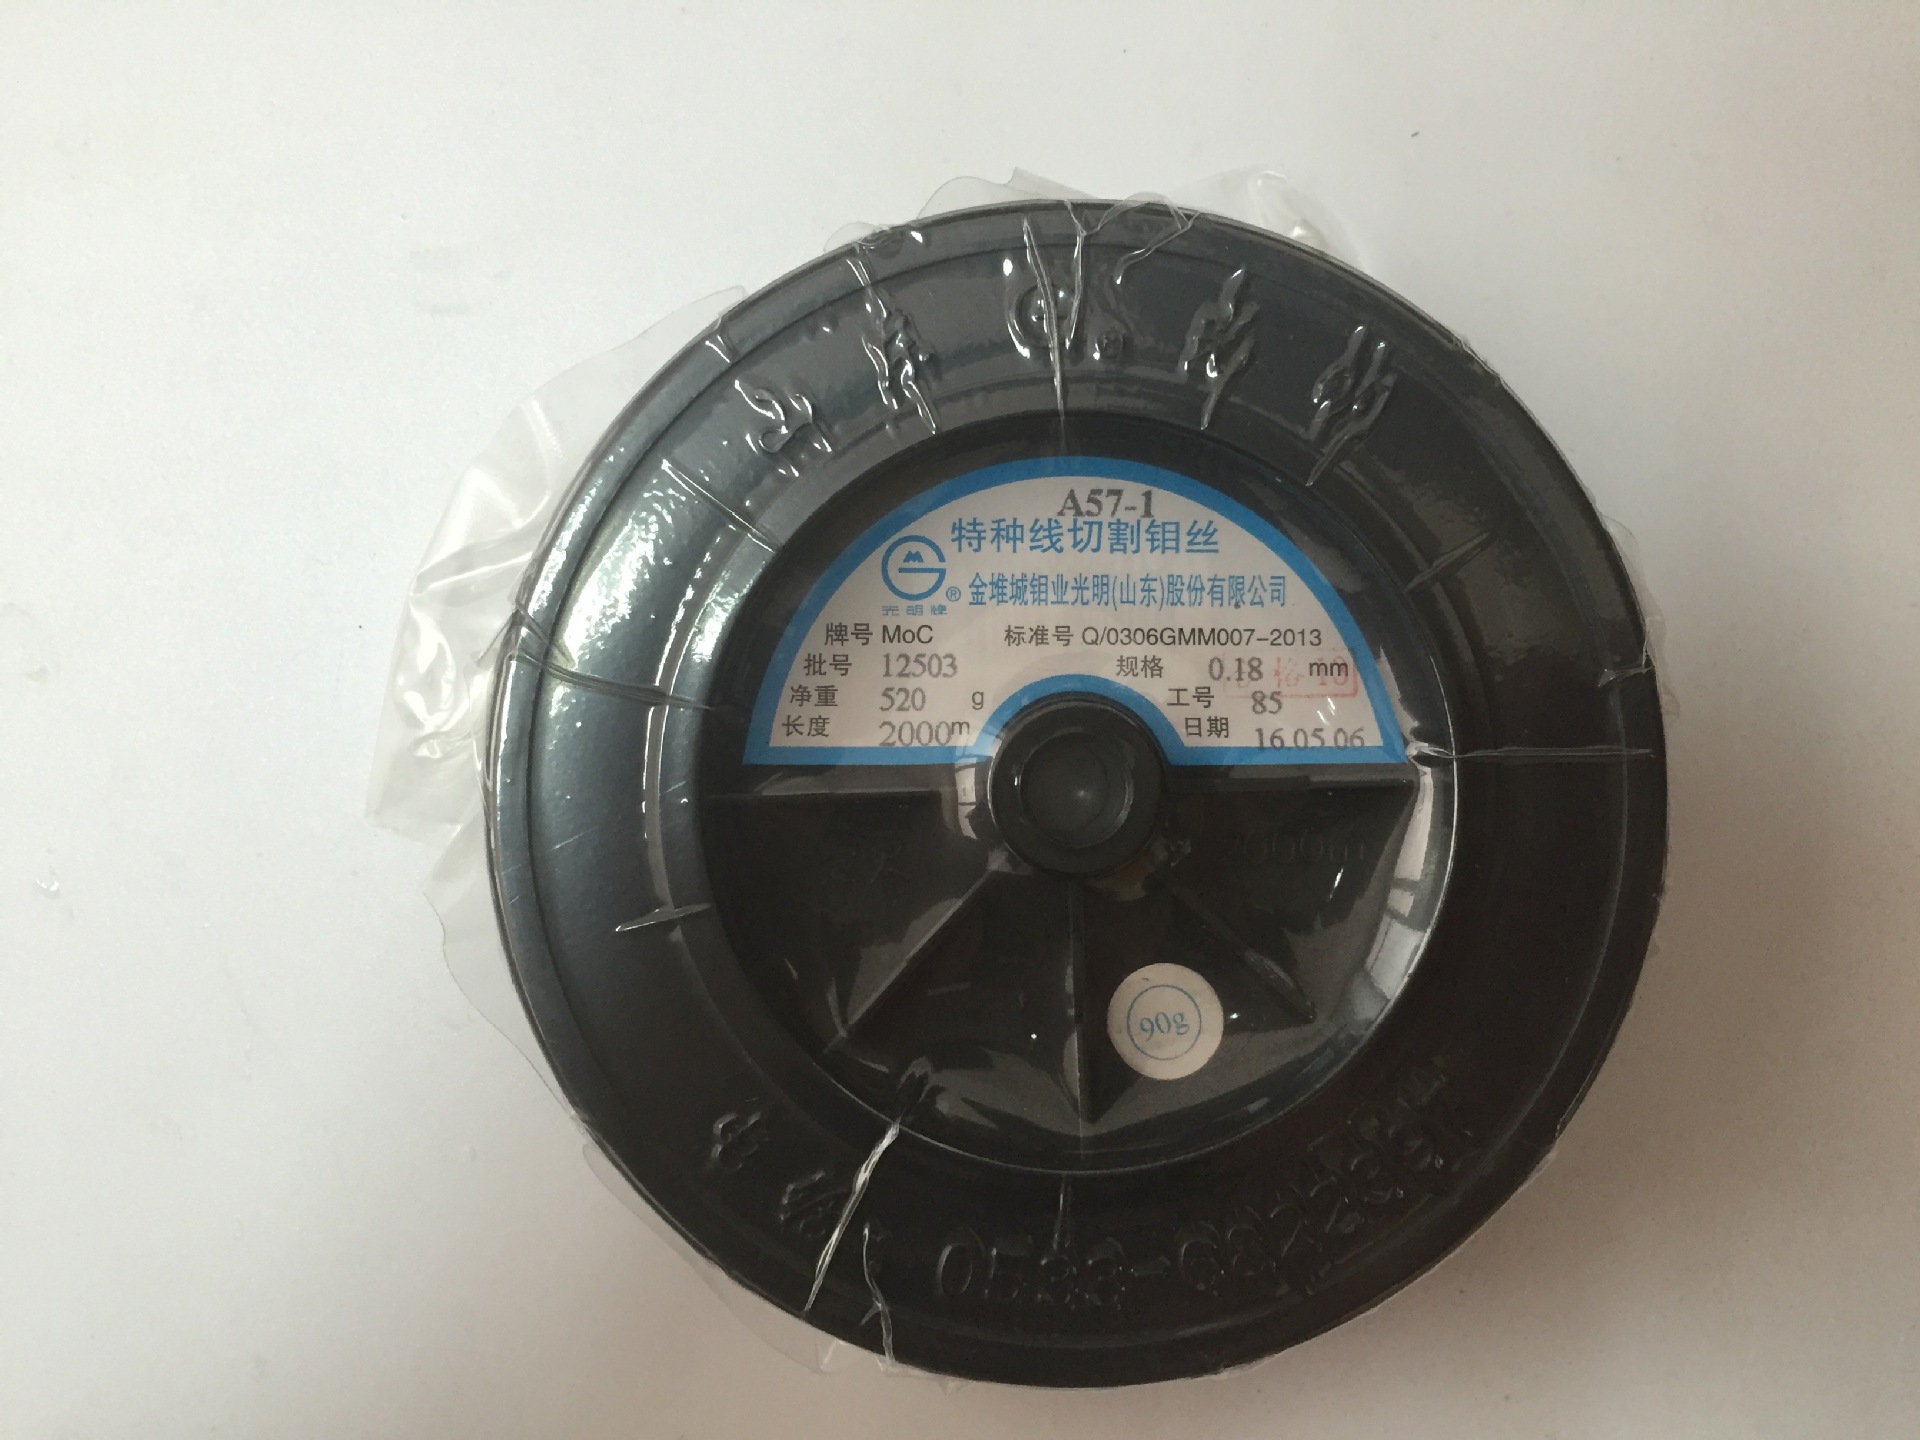 A57-1
特种线切割钼丝
® 金堆城钼业光明(山东)股份有限公司
光明牌
牌号 MoC 标准号 Q/0306GMM007-2013
批号 12503 规格 0.18 mm
净重 520 g 工号 85
长度 2000m 日期 16.05.06
2000m
90g
0533-